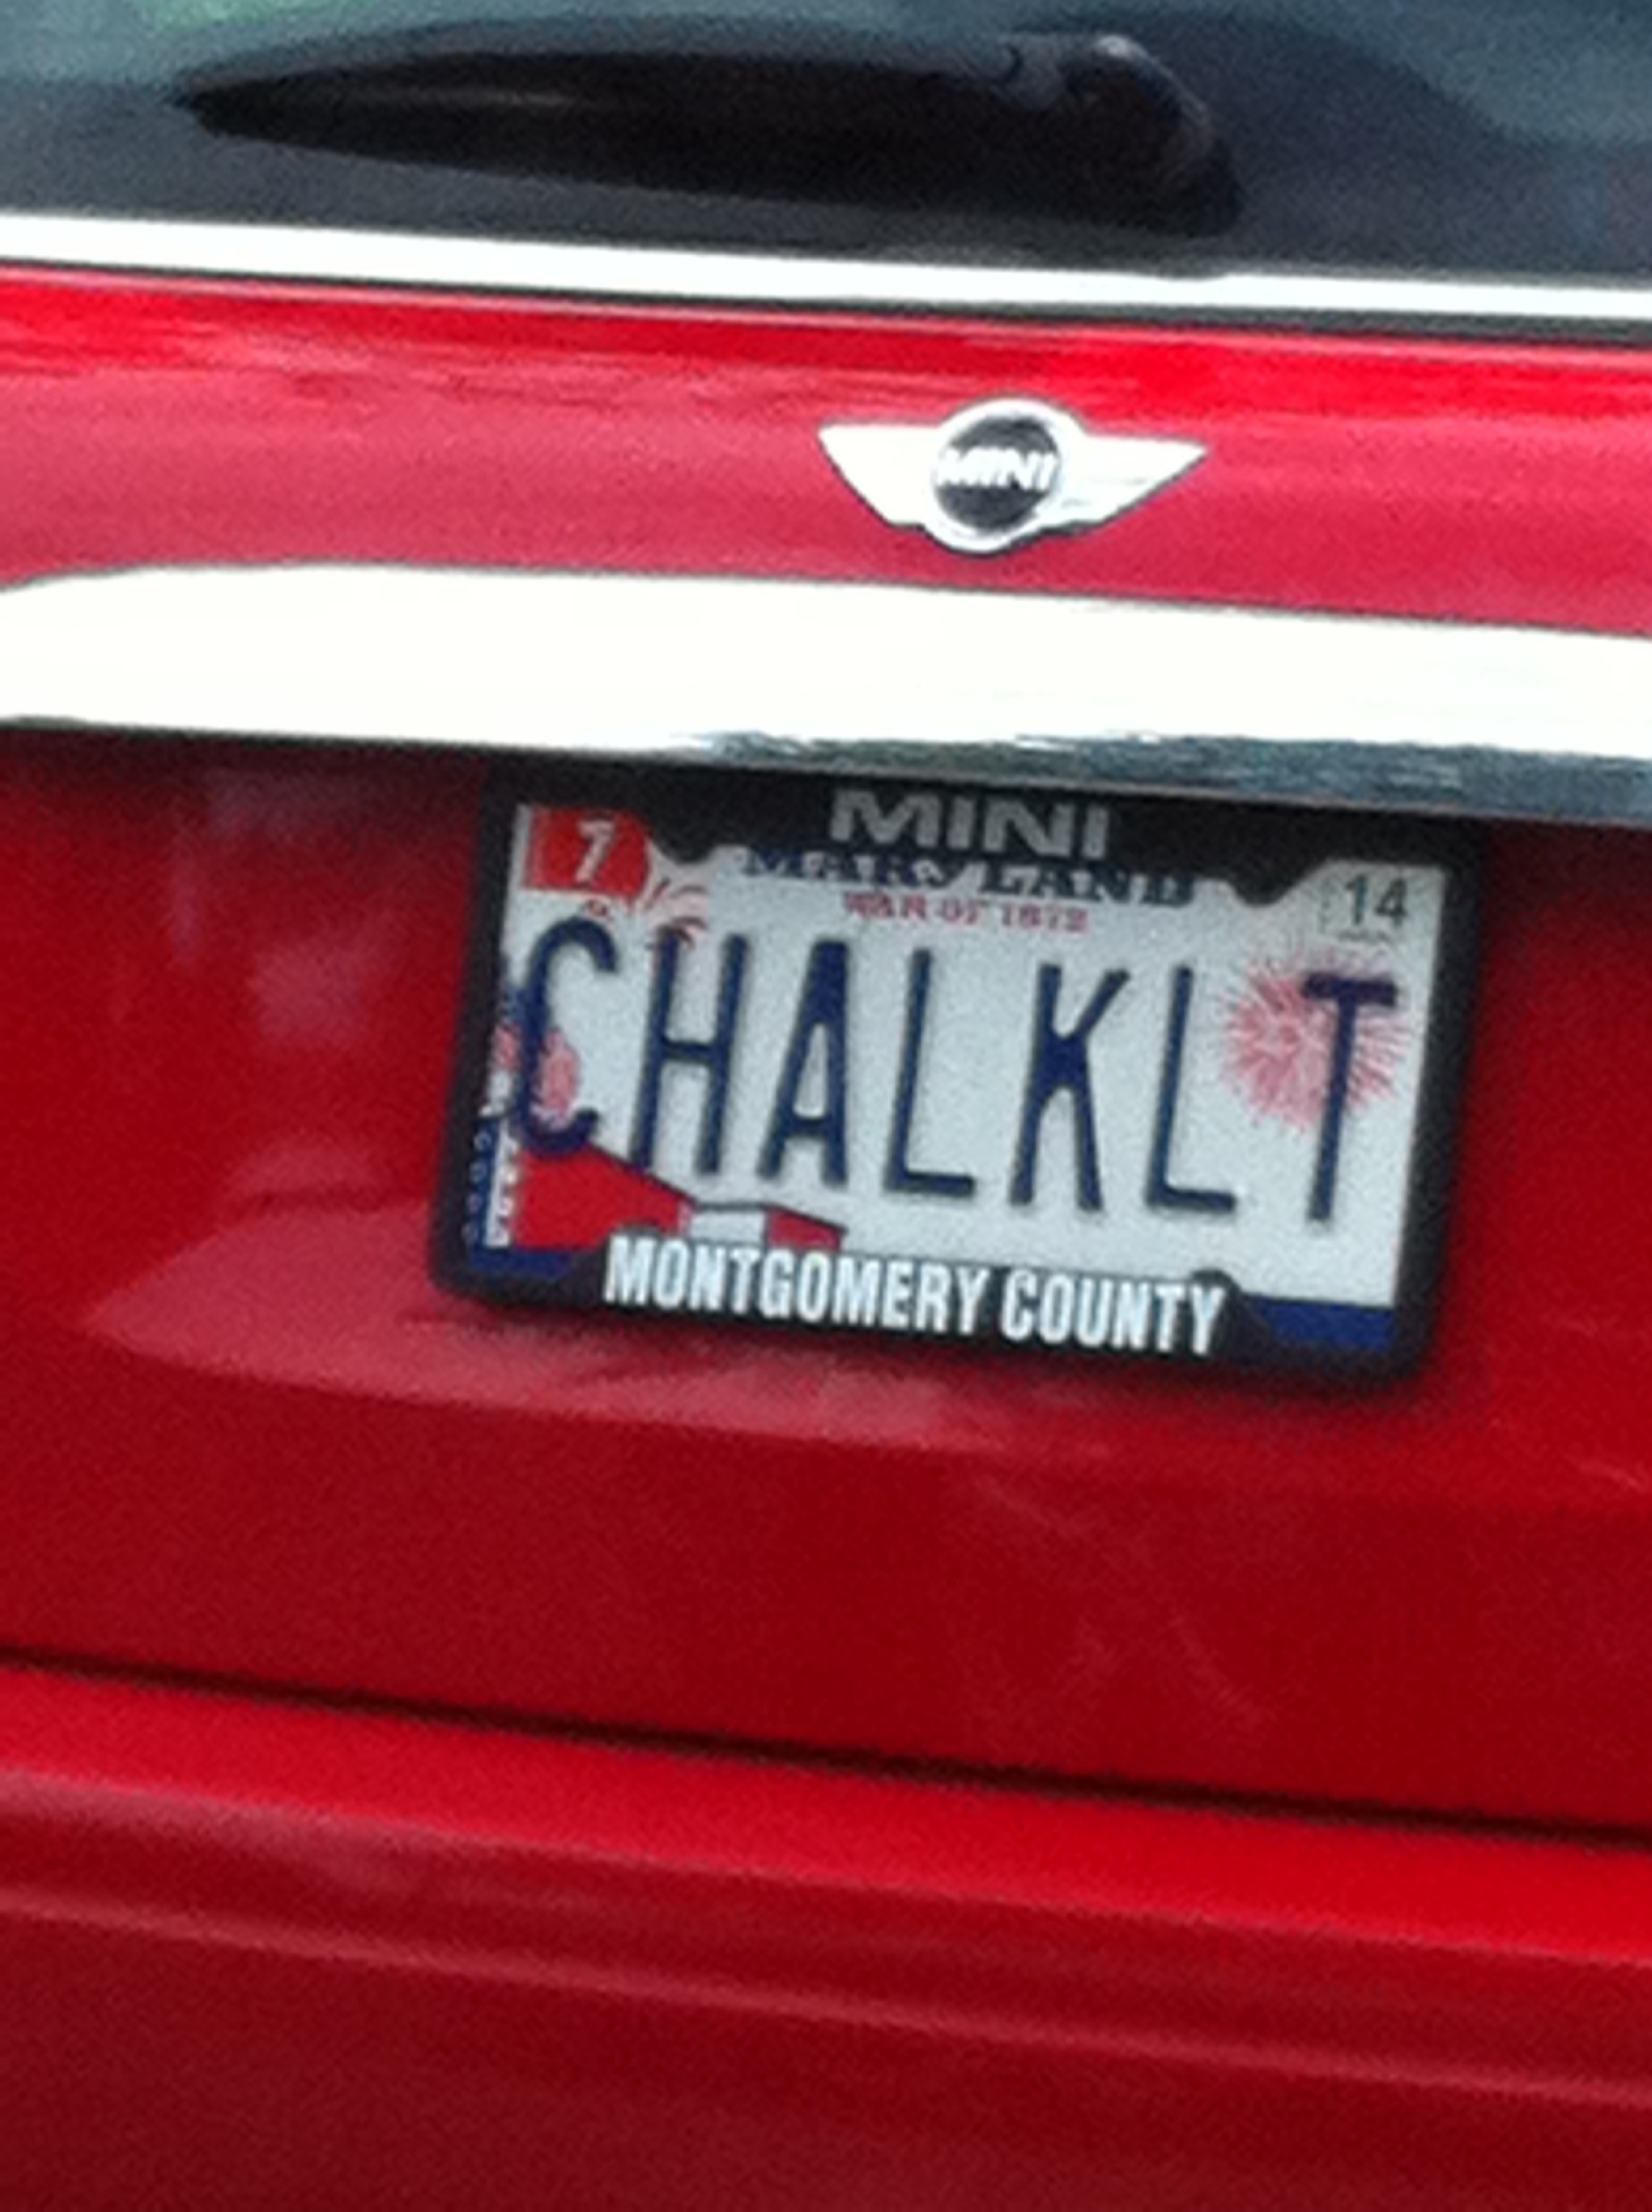 MINI
MINI
7
MARYLAND
14
WAR OF 1812
CHALKLT
MONTGOMERY COUNTY